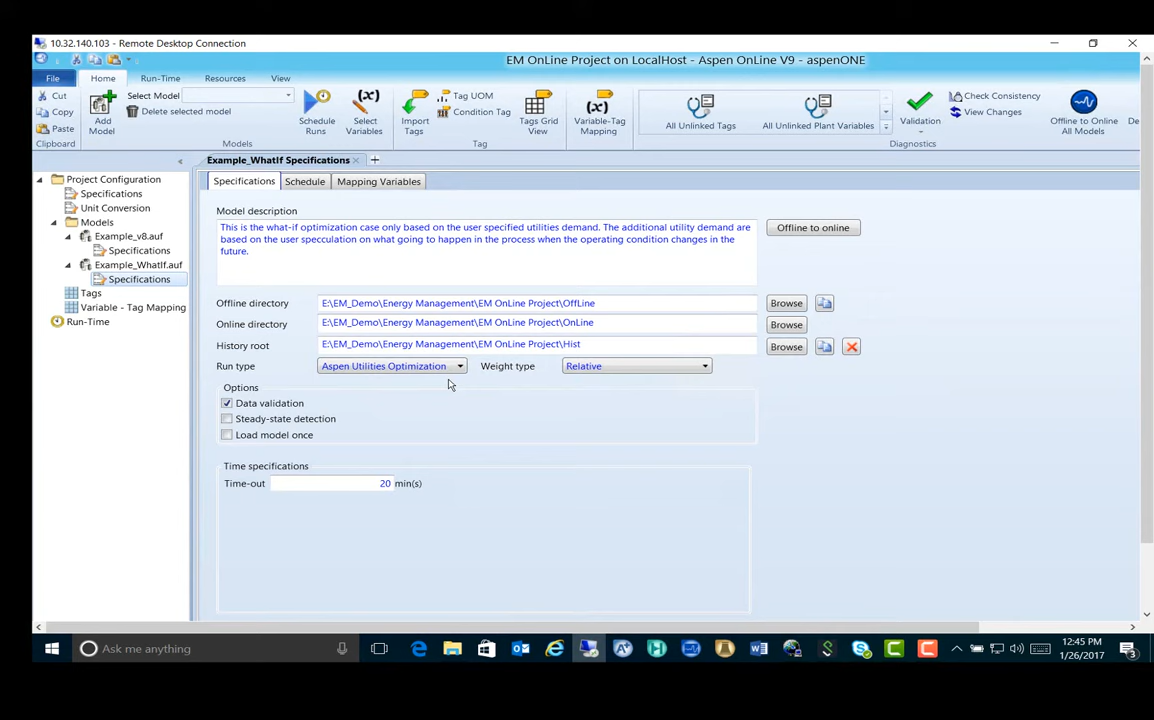 10.32.140.103 - Remote Desktop Connection
EM OnLine Project on LocalHost - Aspen OnLine V9 - aspenONE
File
Home
Run-Time
Resources
View
Cut
Copy
Paste
Clipboard
Add Model
Select Model
Delete selected model
Models
Schedule Runs
Select Variables
Import Tags
Tag UOM
Condition Tag
Tags Grid View
Tag
Variable-Tag Mapping
All Unlinked Tags
All Unlinked Plant Variables
Validation
Check Consistency
View Changes
Offline to Online All Models
De
Diagnostics
Example_WhatIf Specifications
Project Configuration
Specifications
Unit Conversion
Models
Example_v8.auf
Specifications
Example_WhatIf.auf
Specifications
Tags
Variable - Tag Mapping
Run-Time
Specifications
Schedule
Mapping Variables
Model description
This is the what-if optimization case only based on the user specified utilities demand. The additional utility demand are
based on the user specculation on what going to happen in the process when the operating condition changes in the
future.
Offline to online
Offline directory
E:\EM_Demo\Energy Management\EM OnLine Project\OffLine
Browse
Online directory
E:\EM_Demo\Energy Management\EM OnLine Project\OnLine
Browse
History root
E:\EM_Demo\Energy Management\EM OnLine Project\Hist
Browse
Run type
Aspen Utilities Optimization
Weight type
Relative
Options
Data validation
Steady-state detection
Load model once
Time specifications
Time-out
20
min(s)
Ask me anything
12:45 PM
1/26/2017
3